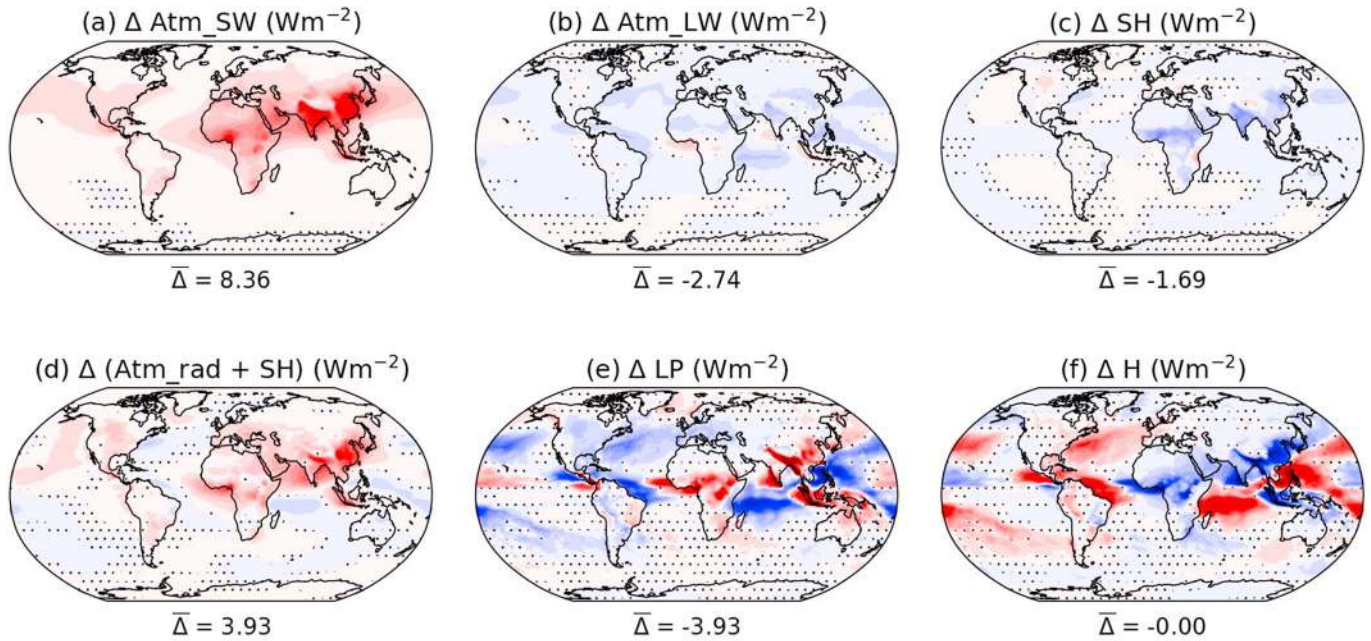 (a) Δ Atm_SW (Wm⁻²)
(b) Δ Atm_LW (Wm⁻²)
(c) Δ SH (Wm⁻²)
Δ̅ = 8.36
Δ̅ = -2.74
Δ̅ = -1.69
(d) Δ (Atm_rad + SH) (Wm⁻²)
(e) Δ LP (Wm⁻²)
(f) Δ H (Wm⁻²)
Δ̅ = 3.93
Δ̅ = -3.93
Δ̅ = -0.00